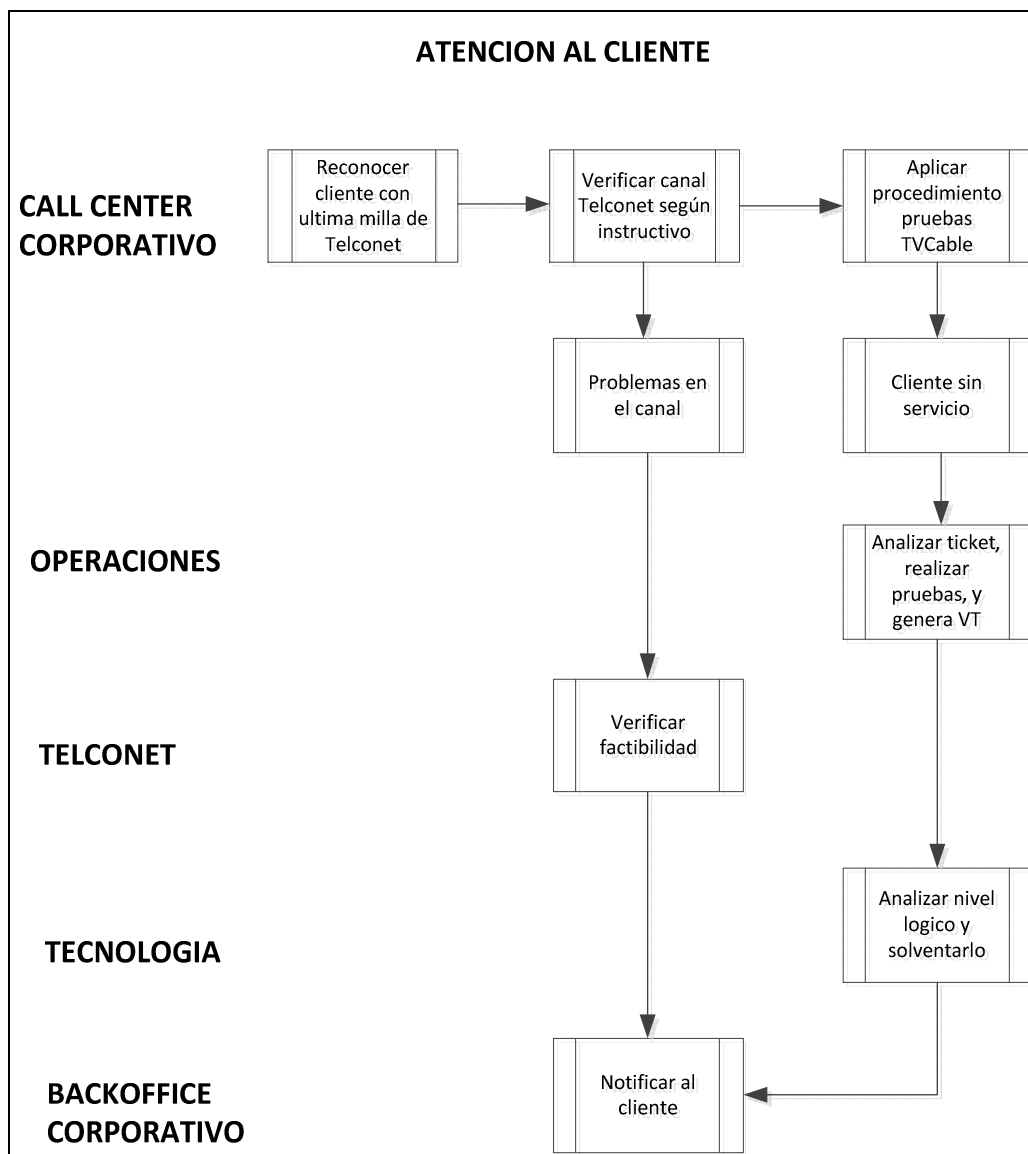 ATENCION AL CLIENTE
CALL CENTER
CORPORATIVO
Reconocer
cliente con
ultima milla de
Telconet
Verificar canal
Telconet según
instructivo
Aplicar
procedimiento
pruebas
TVCable
Problemas en
el canal
Cliente sin
servicio
OPERACIONES
Analizar ticket,
realizar
pruebas, y
genera VT
TELCONET
Verificar
factibilidad
TECNOLOGIA
Analizar nivel
logico y
solventarlo
BACKOFFICE
CORPORATIVO
Notificar al
cliente